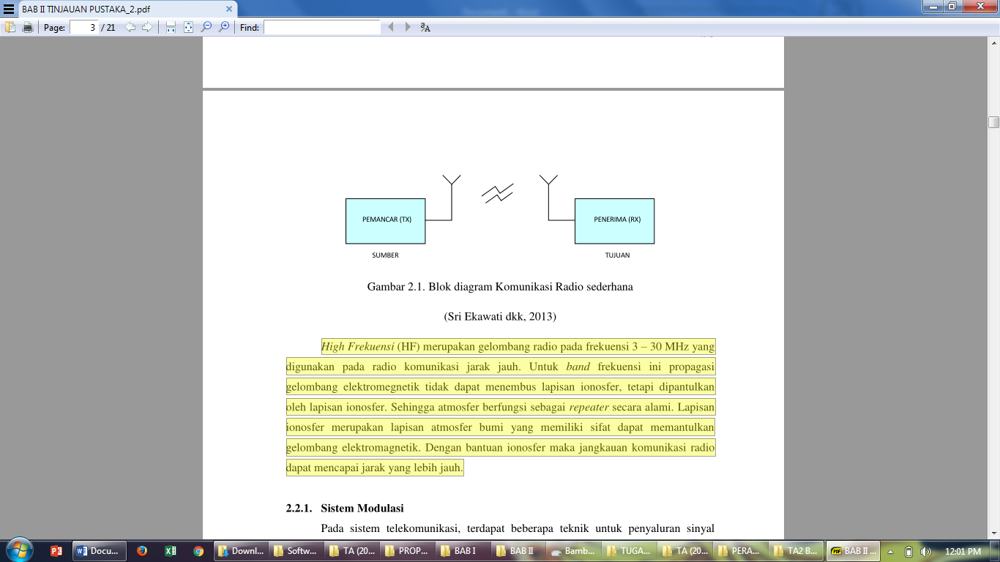 BAB II TINJAUAN PUSTAKA_2.pdf
Page: 3 / 21 Find:
PEMANCAR (TX) PENERIMA (RX)
SUMBER TUJUAN
Gambar 2.1. Blok diagram Komunikasi Radio sederhana
(Sri Ekawati dkk, 2013)
High Frekuensi (HF) merupakan gelombang radio pada frekuensi 3 – 30 MHz yang
digunakan pada radio komunikasi jarak jauh. Untuk band frekuensi ini propagasi
gelombang elektromegnetik tidak dapat menembus lapisan ionosfer, tetapi dipantulkan
oleh lapisan ionosfer. Sehingga atmosfer berfungsi sebagai repeater secara alami. Lapisan
ionosfer merupakan lapisan atmosfer bumi yang memiliki sifat dapat memantulkan
gelombang elektromagnetik. Dengan bantuan ionosfer maka jangkauan komunikasi radio
dapat mencapai jarak yang lebih jauh.
2.2.1. Sistem Modulasi
Pada sistem telekomunikasi, terdapat beberapa teknik untuk penyaluran sinyal
Docu... Downl... Softw... TA (20... PROP... BAB I BAB II Bamb... TUGA... TA (20... PERA... TA2 B... BAB II ... 12:01 PM